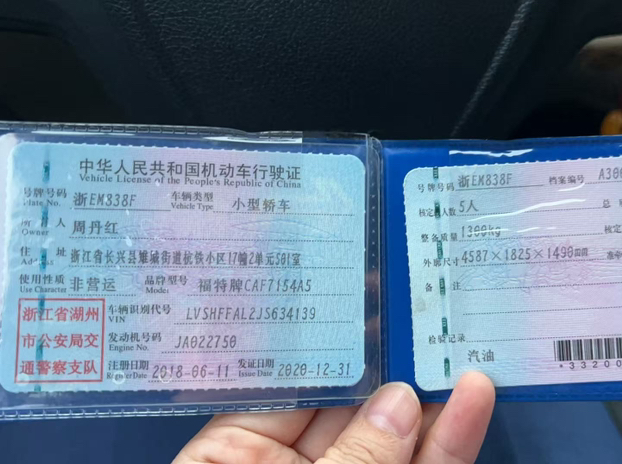 中华人民共和国机动车行驶证
Vehicle License of the People's Republic of China
号牌号码 浙EM838F 车辆类型 小型轿车
Plate No. Vehicle Type
人 周丹红
Owner
住 址 浙江省长兴县雉城街道杭铁小区17幢2单元501室
Address
使用性质 非营运 品牌型号 福特牌CAF7154A5
Use Character Model
浙江省湖州
市公安局交
通警察支队
车辆识别代号 LVSHFFAL2JS634139
VIN
发动机号码 JA022750
Engine No.
注册日期 2018-06-11 发证日期 2020-12-31
Register Date Issue Date
号牌号码 浙EM838F 档案编号 A300
核定人数 5人 总
整备质量 1300kg 核定
外廓尺寸 4587×1825×1490mm 准牵
备 注
检验记录
汽油
*33200